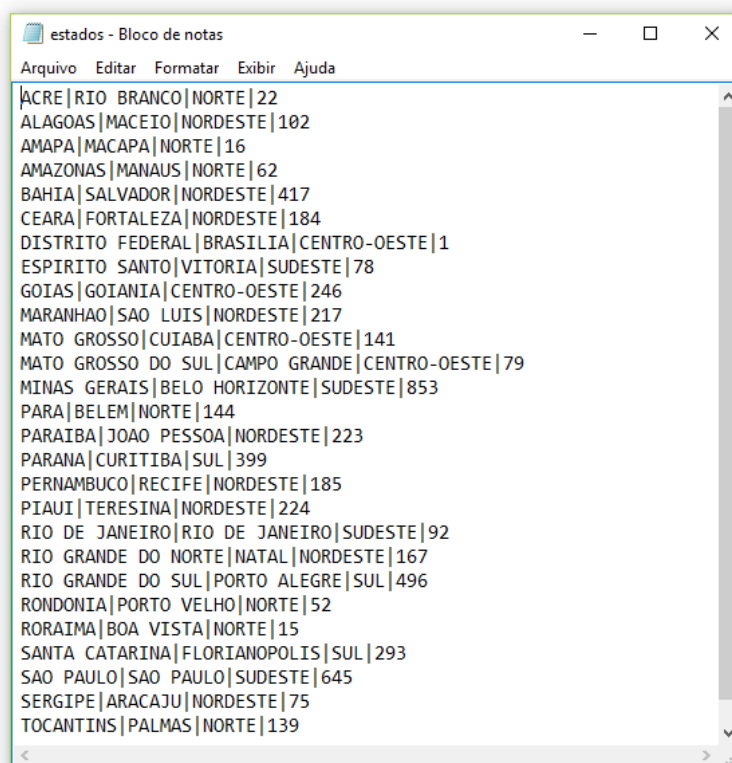 estados - Bloco de notas
Arquivo Editar Formatar Exibir Ajuda
ACRE|RIO BRANCO|NORTE|22
ALAGOAS|MACEIO|NORDESTE|102
AMAPA|MACAPA|NORTE|16
AMAZONAS|MANAUS|NORTE|62
BAHIA|SALVADOR|NORDESTE|417
CEARA|FORTALEZA|NORDESTE|184
DISTRITO FEDERAL|BRASILIA|CENTRO-OESTE|1
ESPIRITO SANTO|VITORIA|SUDESTE|78
GOIAS|GOIANIA|CENTRO-OESTE|246
MARANHAO|SAO LUIS|NORDESTE|217
MATO GROSSO|CUIABA|CENTRO-OESTE|141
MATO GROSSO DO SUL|CAMPO GRANDE|CENTRO-OESTE|79
MINAS GERAIS|BELO HORIZONTE|SUDESTE|853
PARA|BELEM|NORTE|144
PARAIBA|JOAO PESSOA|NORDESTE|223
PARANA|CURITIBA|SUL|399
PERNAMBUCO|RECIFE|NORDESTE|185
PIAUI|TERESINA|NORDESTE|224
RIO DE JANEIRO|RIO DE JANEIRO|SUDESTE|92
RIO GRANDE DO NORTE|NATAL|NORDESTE|167
RIO GRANDE DO SUL|PORTO ALEGRE|SUL|496
RONDONIA|PORTO VELHO|NORTE|52
RORAIMA|BOA VISTA|NORTE|15
SANTA CATARINA|FLORIANOPOLIS|SUL|293
SAO PAULO|SAO PAULO|SUDESTE|645
SERGIPE|ARACAJU|NORDESTE|75
TOCANTINS|PALMAS|NORTE|139